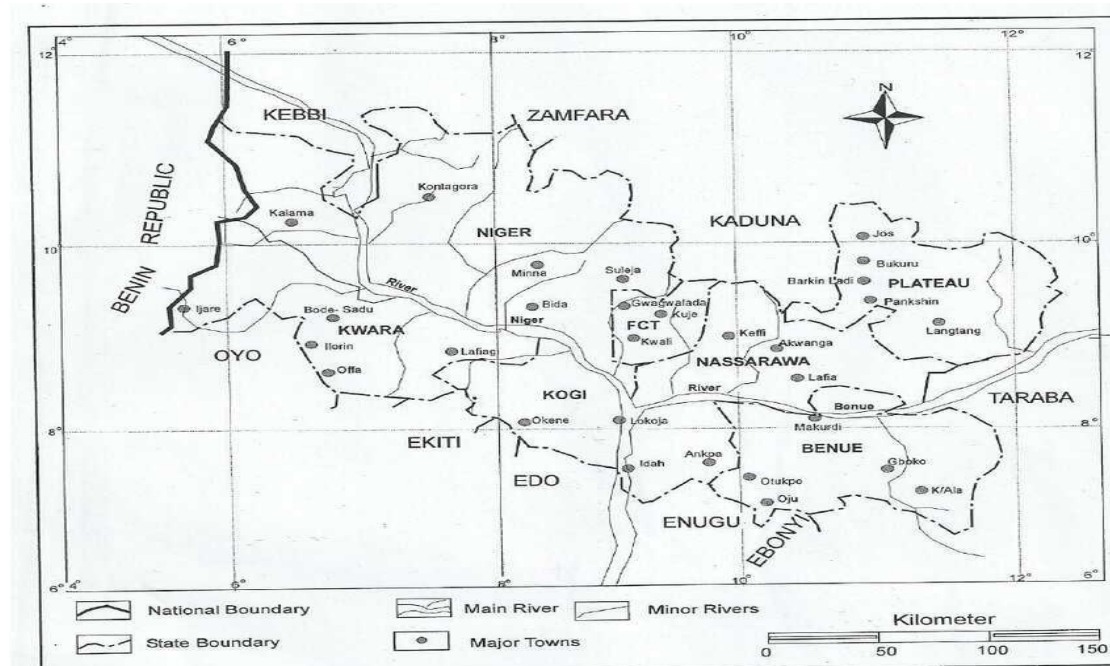 4° 6° 8° 10° 12°
12° 12°
KEBBI
ZAMFARA
N
BENIN REPUBLIC
Kontagora
Kalama
NIGER
KADUNA
10° 10°
Jos
Bukuru
Barkin Ladi
PLATEAU
Pankshin
Langtang
Minne
Suleja
River
Ijare
Bode-Sadu
Bida
Gwagwalada
Kuje
KWARA
Niger
FCT
Kwali
Keffi
Akwanga
OYO
Ilorin
Lafiag
NASSARAWA
Offa
Lafia
KOGI
River
Benue
TARABA
Okene
Lokoja
Makurdi
8° 8°
EKITI
BENUE
Idah
Ankpa
Gboko
EDO
Otukpo
K/Ala
Oju
ENUGU
EBONYI
6° 4° 6° 8° 10° 12° 6°
National Boundary
Main River
Minor Rivers
State Boundary
Major Towns
Kilometer
0 50 100 150